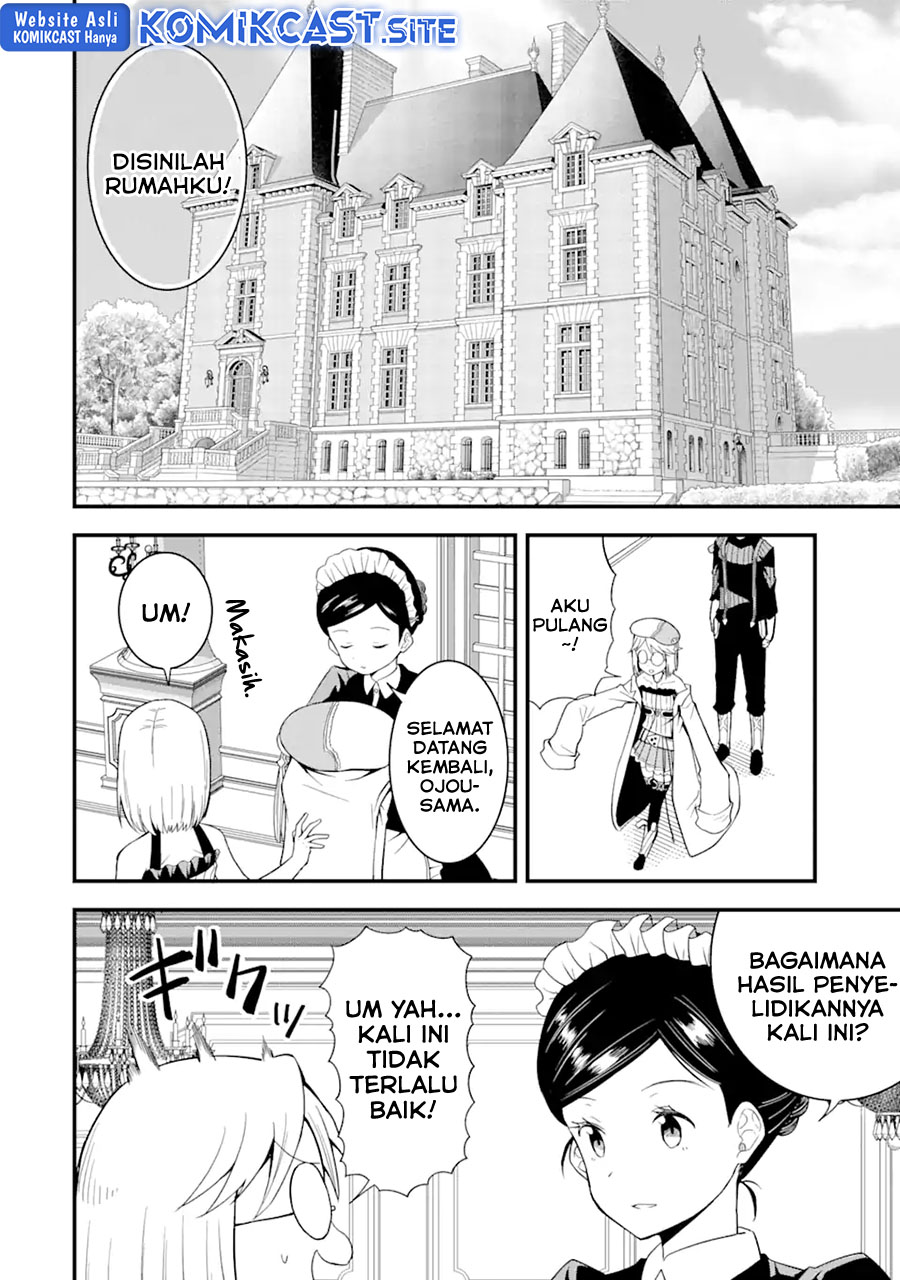 Website Asli
KOMIKCAST Hanya
KOMIKCAST.SITE
DISINILAH
RUMAHKU!
AKU
PULANG
~!
SELAMAT
DATANG
KEMBALI,
OJOU-
SAMA.
Makasih.
UM!
BAGAIMANA
HASIL PENYE-
LIDIKANNYA
KALI INI?
UM YAH...
KALI INI
TIDAK
TERLALU
BAIK!
ギクッ